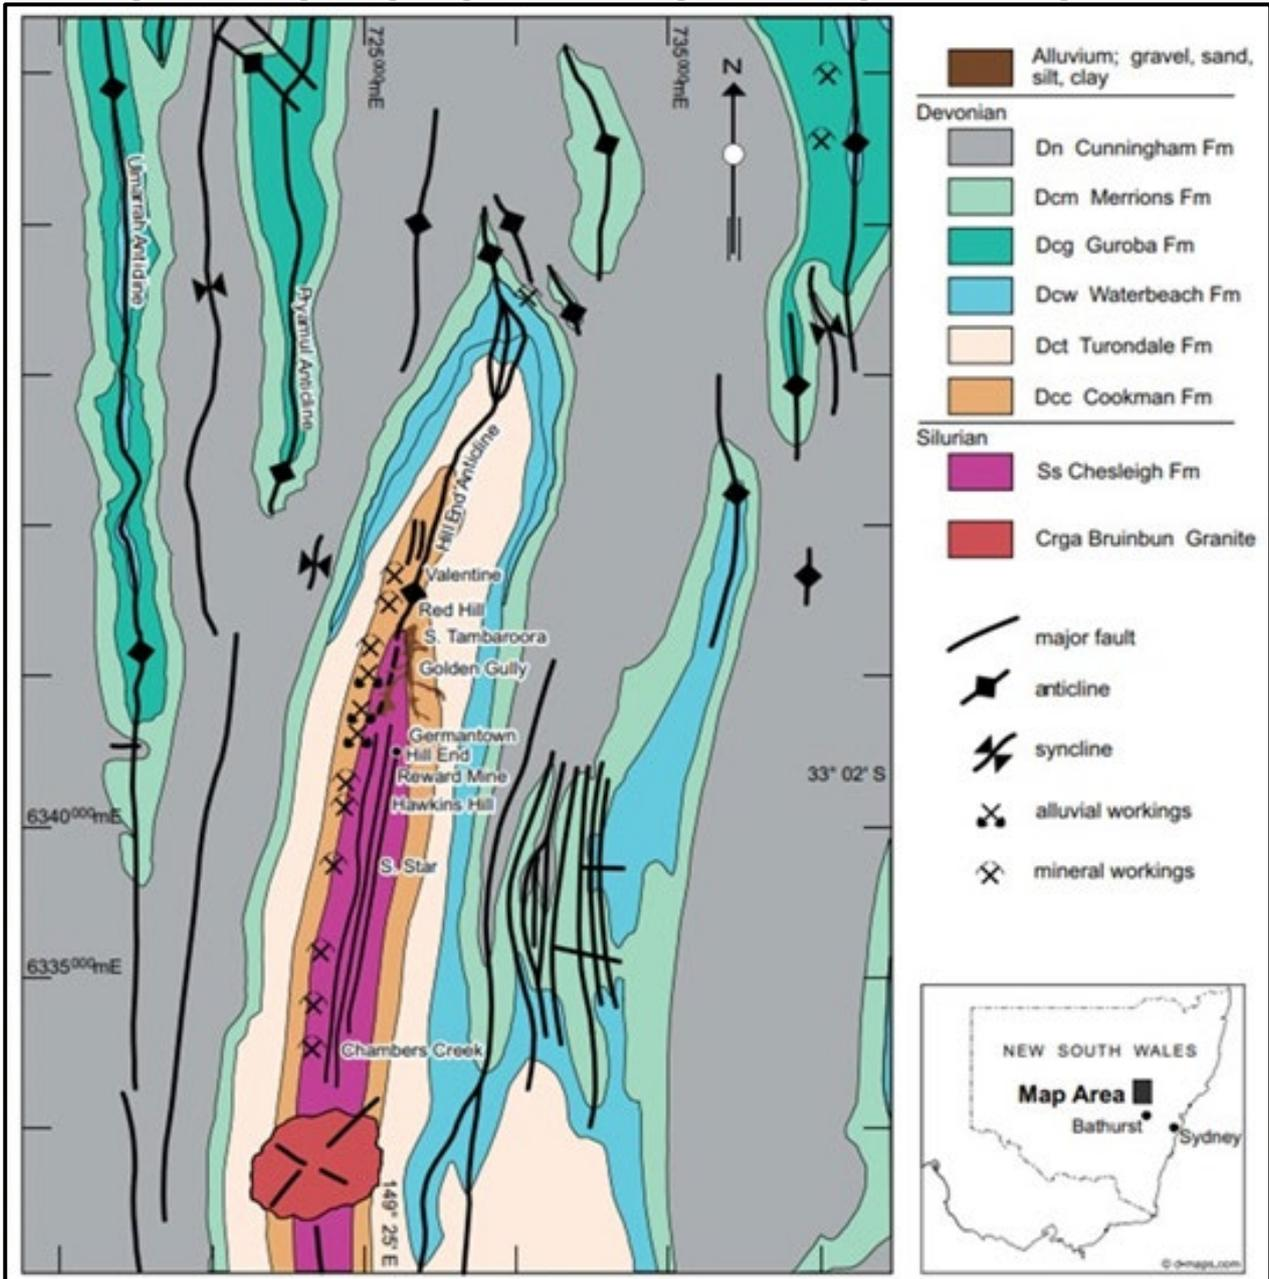 725000mE
735000mE
N
Ulmarrah Anticline
Pryamul Anticline
Hill End Anticline
Valentine
Red Hill
S. Tambaroora
Golden Gully
Germantown
Hill End
Reward Mine
Hawkins Hill
33° 02' S
6340000mE
S. Star
6335000mE
Chambers Creek
149° 25' E
Alluvium; gravel, sand,
silt, clay
Devonian
Dn Cunningham Fm
Dcm Merrions Fm
Dcg Guroba Fm
Dcw Waterbeach Fm
Dct Turondale Fm
Dcc Cookman Fm
Silurian
Ss Chesleigh Fm
Crga Bruinbun Granite
major fault
anticline
syncline
alluvial workings
mineral workings
NEW SOUTH WALES
Map Area
Bathurst
Sydney
© d-maps.com